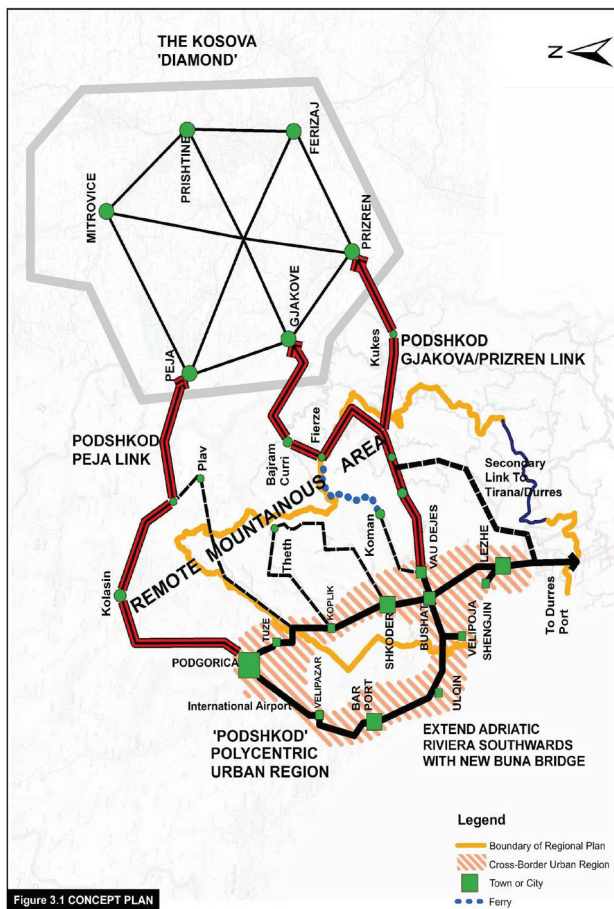 THE KOSOVA
'DIAMOND'
N
PRISHTINE
FERIZAJ
MITROVICE
PRIZREN
GJAKOVE
PEJA
Kukes
PODSHKOD
GJAKOVA/PRIZREN LINK
PODSHKOD
PEJA LINK
Plav
Bajram
Curri
Fierze
REMOTE MOUNTAINOUS AREA
Secondary
Link To
Tirana/Durres
Kolasin
Theth
Koman
VAU DEJES
LEZHE
TUZE
KOPLIK
SHKODER
BUSHAT
VELIPOJA
SHENGJIN
To Durres
Port
PODGORICA
International Airport
VELIPAZAR
BAR
PORT
ULQIN
'PODSHKOD'
POLYCENTRIC
URBAN REGION
EXTEND ADRIATIC
RIVIERA SOUTHWARDS
WITH NEW BUNA BRIDGE
Legend
Boundary of Regional Plan
Cross-Border Urban Region
Town or City
Ferry
Figure 3.1 CONCEPT PLAN